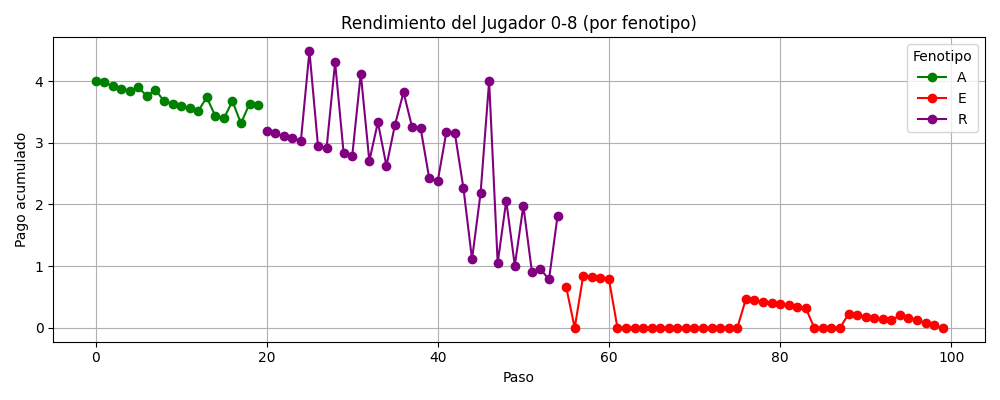 Rendimiento del Jugador 0-8 (por fenotipo)
Pago acumulado
4
3
2
1
0
0
20
40
60
80
100
Paso
Fenotipo
A
E
R